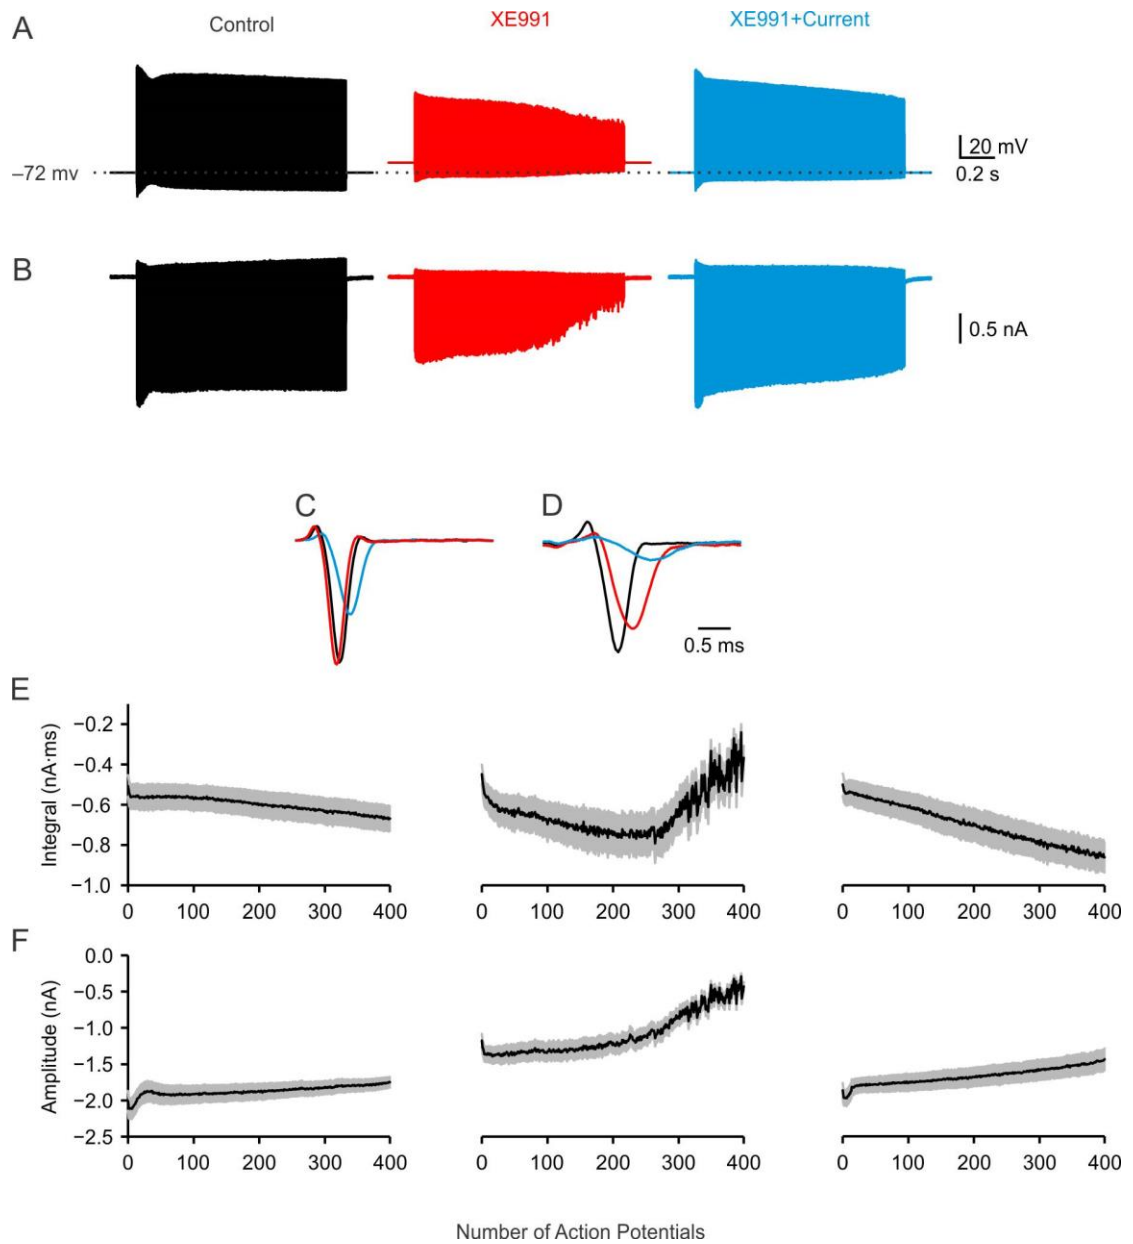 A
Control
XE991
XE991+Current
20 mV
0.2 s
–72 mv
B
0.5 nA
C
D
0.5 ms
E
Integral (nA·ms)
−0.2
−0.4
−0.6
−0.8
−1.0
0 100 200 300 400
0 100 200 300 400
0 100 200 300 400
F
Amplitude (nA)
0.0
−0.5
−1.0
−1.5
−2.0
−2.5
0 100 200 300 400
0 100 200 300 400
0 100 200 300 400
Number of Action Potentials